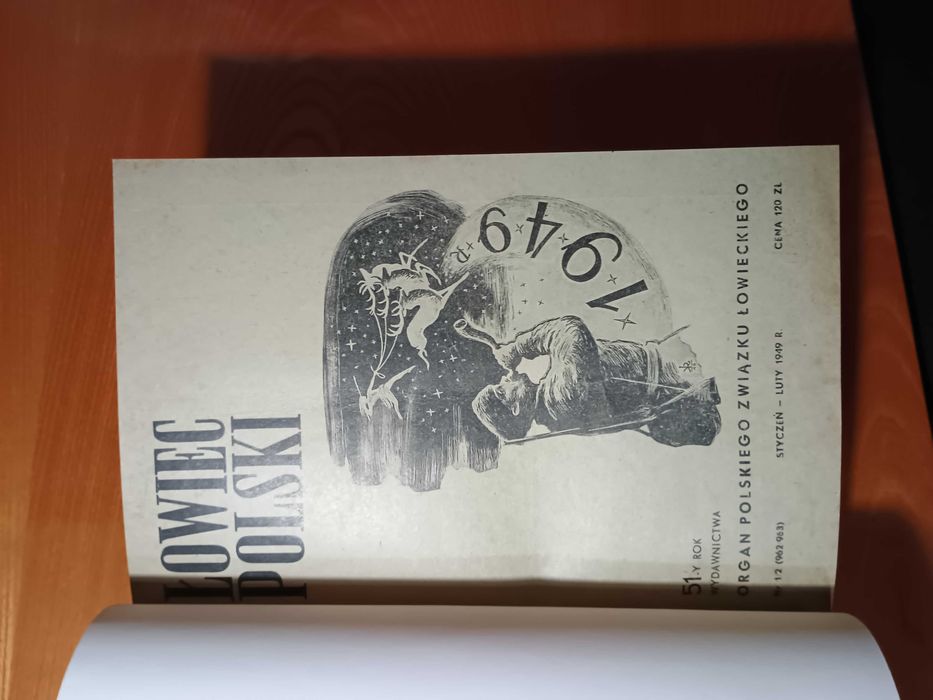 ŁOWIEC
POLSKI
1949 R
51-Y ROK
WYDAWNICTWA
ORGAN POLSKIEGO ZWIĄZKU ŁOWIECKIEGO
Nr 1/2 (962-963) STYCZEŃ – LUTY 1949 R. CENA 120 ZŁ